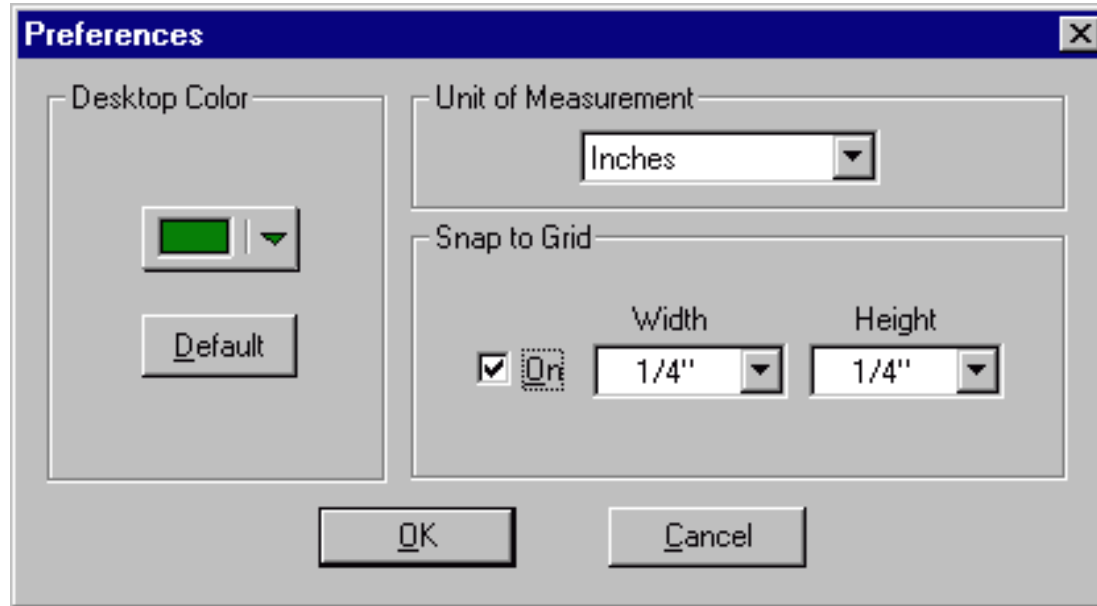 Preferences
Desktop Color
Default
Unit of Measurement
Inches
Snap to Grid
Width Height
On 1/4" 1/4"
OK Cancel